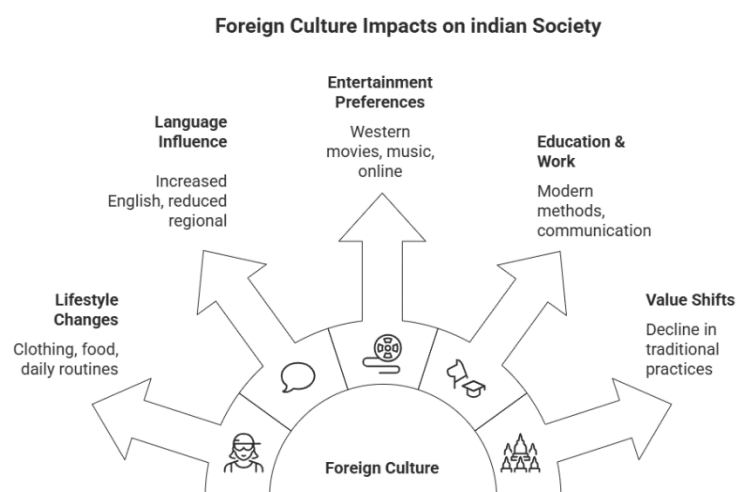 Foreign Culture Impacts on indian Society
Entertainment
Preferences
Western
movies, music,
online
Language
Influence
Increased
English, reduced
regional
Education &
Work
Modern
methods,
communication
Lifestyle
Changes
Clothing, food,
daily routines
Value Shifts
Decline in
traditional
practices
Foreign Culture